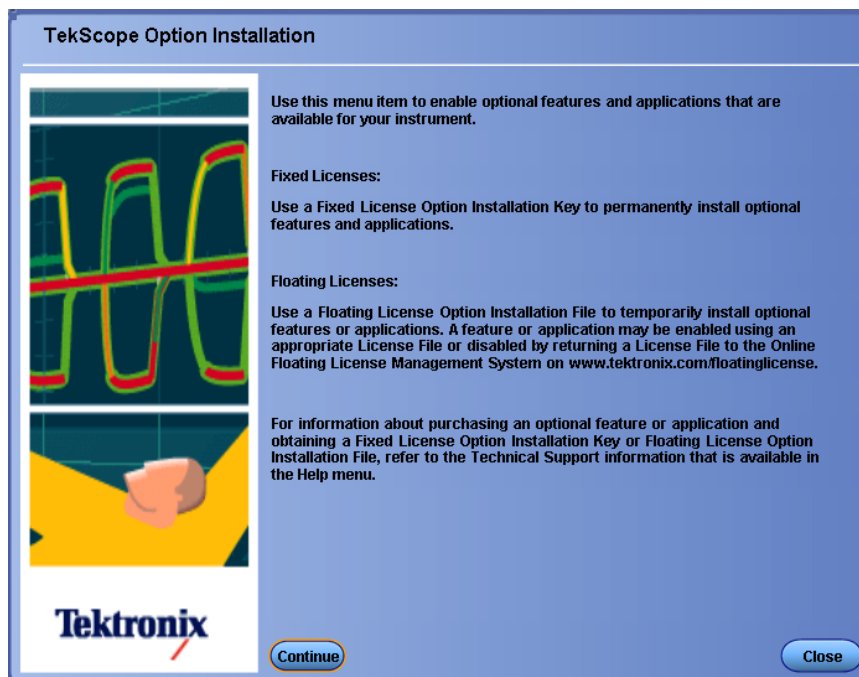 TekScope Option Installation
Use this menu item to enable optional features and applications that are
available for your instrument.
Fixed Licenses:
Use a Fixed License Option Installation Key to permanently install optional
features and applications.
Floating Licenses:
Use a Floating License Option Installation File to temporarily install optional
features or applications. A feature or application may be enabled using an
appropriate License File or disabled by returning a License File to the Online
Floating License Management System on www.tektronix.com/floatinglicense.
For information about purchasing an optional feature or application and
obtaining a Fixed License Option Installation Key or Floating License Option
Installation File, refer to the Technical Support information that is available in
the Help menu.
Tektronix
Continue
Close